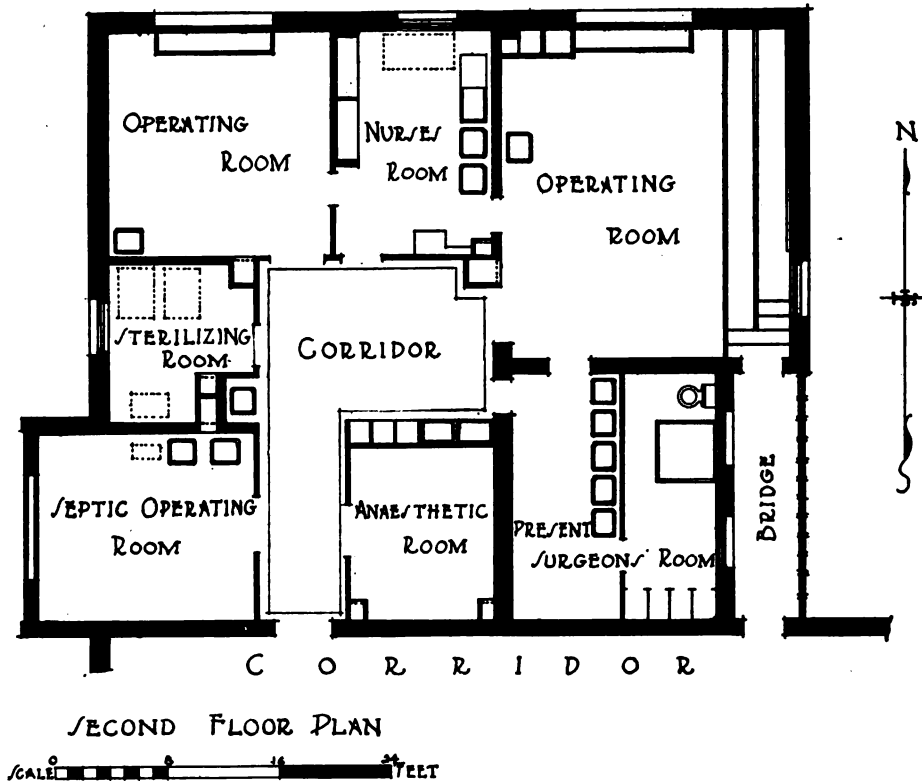 OPERATING
ROOM
NURSES
ROOM
OPERATING
ROOM
N
STERILIZING
ROOM
CORRIDOR
SEPTIC OPERATING
ROOM
ANAESTHETIC
ROOM
PRESENT
SURGEONS' ROOM
BRIDGE
S
CORRIDOR
SECOND FLOOR PLAN
SCALE 0 8 16 24 FEET